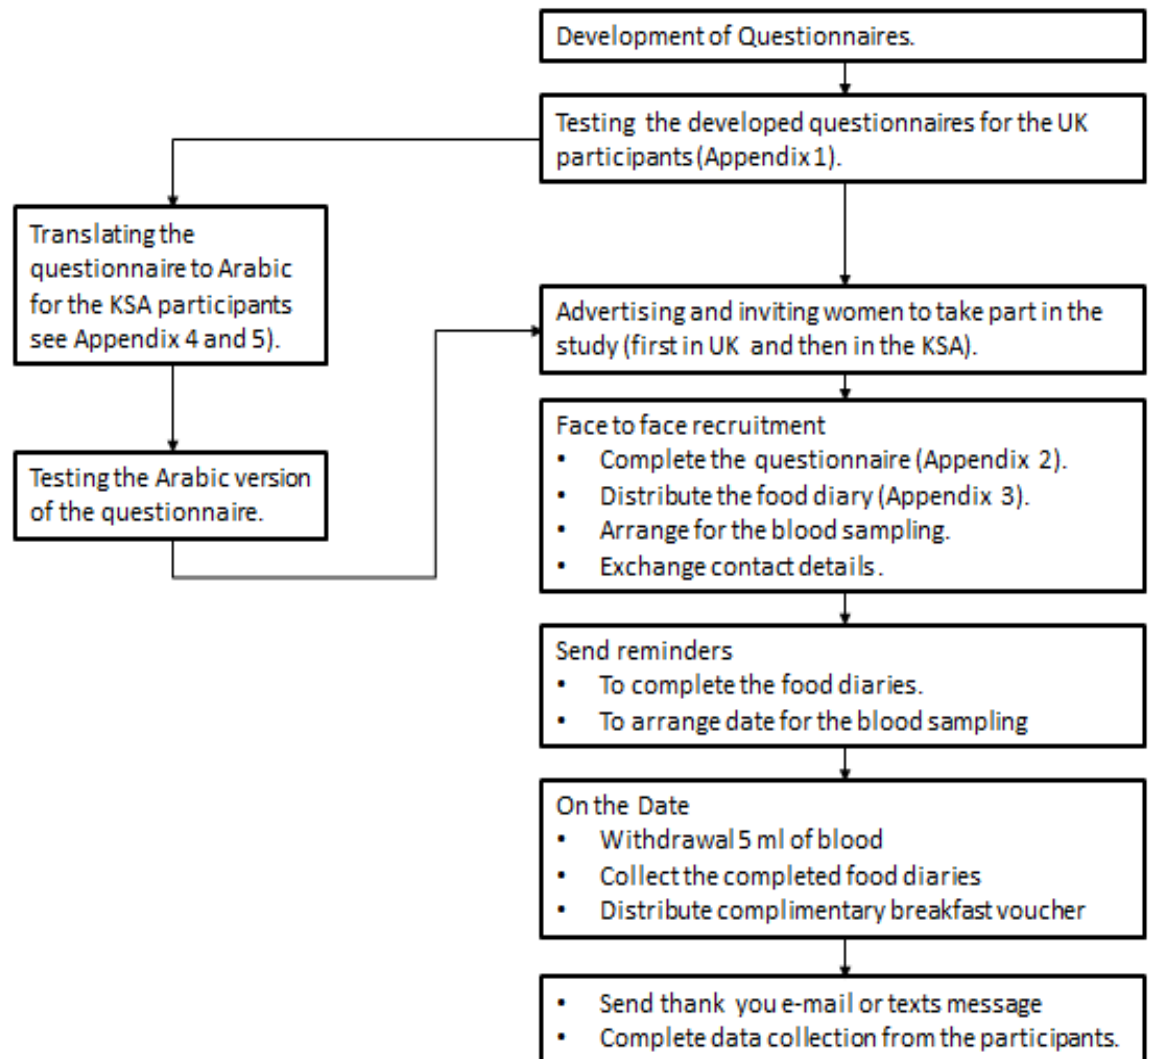 Development of Questionnaires.
Testing the developed questionnaires for the UK
participants (Appendix 1).
Translating the
questionnaire to Arabic
for the KSA participants
see Appendix 4 and 5).
Testing the Arabic version
of the questionnaire.
Advertising and inviting women to take part in the
study (first in UK and then in the KSA).
Face to face recruitment
• Complete the questionnaire (Appendix 2).
• Distribute the food diary (Appendix 3).
• Arrange for the blood sampling.
• Exchange contact details.
Send reminders
• To complete the food diaries.
• To arrange date for the blood sampling
On the Date
• Withdrawal 5 ml of blood
• Collect the completed food diaries
• Distribute complimentary breakfast voucher
• Send thank you e-mail or texts message
• Complete data collection from the participants.